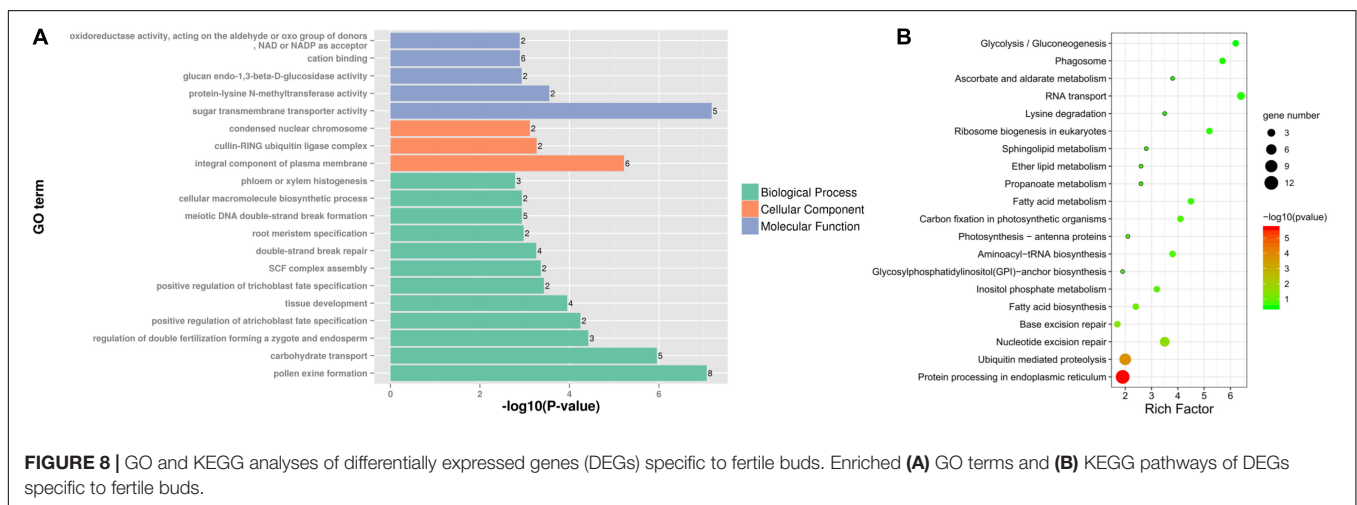 A
oxidoreductase activity, acting on the aldehyde or oxo group of donors
, NAD or NADP as acceptor
2
cation binding
6
glucan endo-1,3-beta-D-glucosidase activity
2
protein-lysine N-methyltransferase activity
2
sugar transmembrane transporter activity
5
condensed nuclear chromosome
2
cullin-RING ubiquitin ligase complex
2
integral component of plasma membrane
6
phloem or xylem histogenesis
3
cellular macromolecule biosynthetic process
2
meiotic DNA double-strand break formation
5
root meristem specification
2
double-strand break repair
4
SCF complex assembly
2
positive regulation of trichoblast fate specification
2
tissue development
4
positive regulation of atrichoblast fate specification
2
regulation of double fertilization forming a zygote and endosperm
3
carbohydrate transport
5
pollen exine formation
8
GO term
0 2 4 6
-log10(P-value)
Biological Process
Cellular Component
Molecular Function
B
Glycolysis / Gluconeogenesis
Phagosome
Ascorbate and aldarate metabolism
RNA transport
Lysine degradation
Ribosome biogenesis in eukaryotes
Sphingolipid metabolism
Ether lipid metabolism
Propanoate metabolism
Fatty acid metabolism
Carbon fixation in photosynthetic organisms
Photosynthesis − antenna proteins
Aminoacyl−tRNA biosynthesis
Glycosylphosphatidylinositol(GPI)−anchor biosynthesis
Inositol phosphate metabolism
Fatty acid biosynthesis
Base excision repair
Nucleotide excision repair
Ubiquitin mediated proteolysis
Protein processing in endoplasmic reticulum
2 3 4 5 6
Rich Factor
gene number
3
6
9
12
−log10(pvalue)
5
4
3
2
1
FIGURE 8 | GO and KEGG analyses of differentially expressed genes (DEGs) specific to fertile buds. Enriched (A) GO terms and (B) KEGG pathways of DEGs
specific to fertile buds.